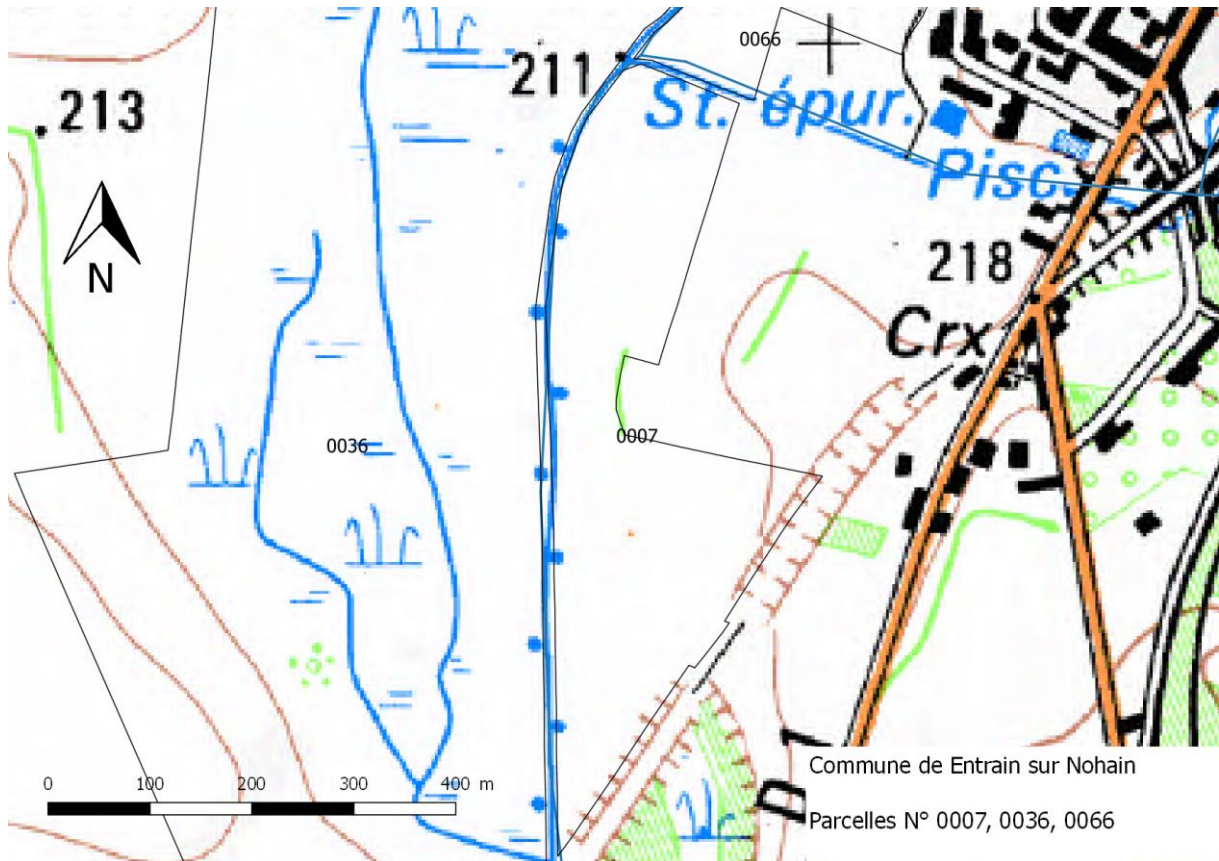 0066
211
213
St. épur.
Pisc.
N
218
Crx
0036
0007
0 100 200 300 400 m
D 1
Commune de Entrain sur Nohain
Parcelles N° 0007, 0036, 0066